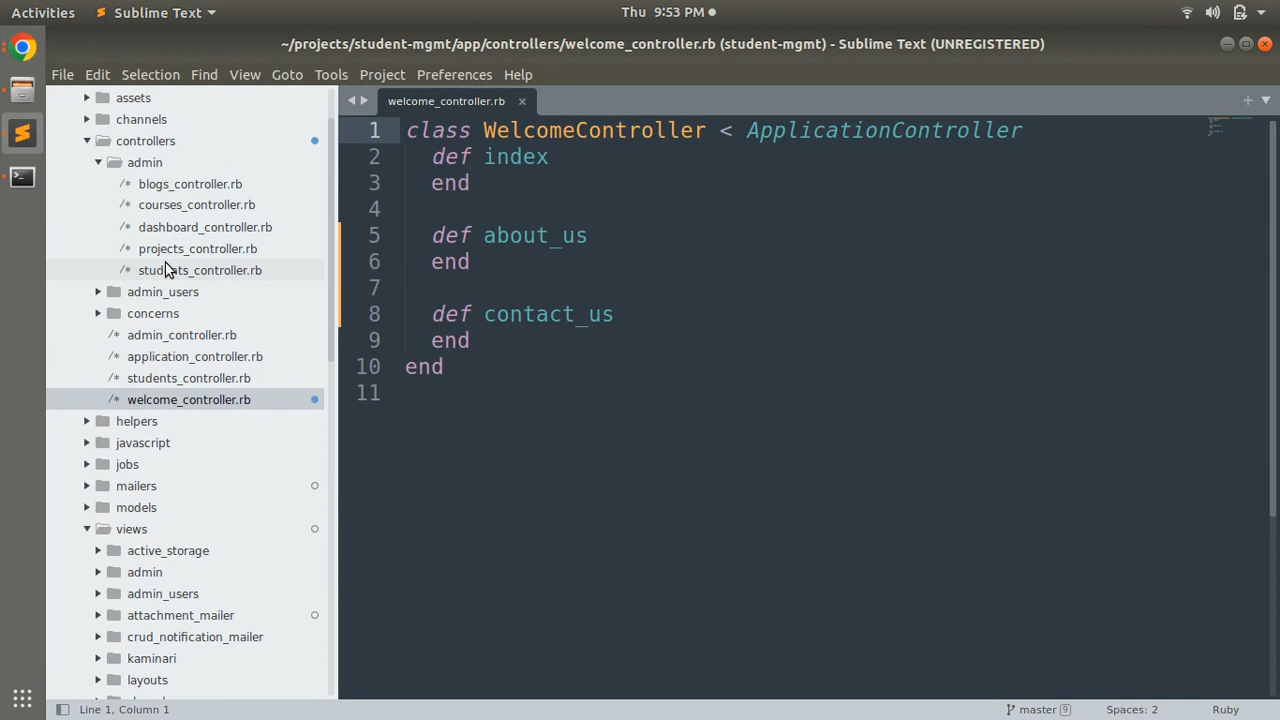 Activities
Sublime Text
Thu 9:53 PM
~/projects/student-mgmt/app/controllers/welcome_controller.rb (student-mgmt) - Sublime Text (UNREGISTERED)
File Edit Selection Find View Goto Tools Project Preferences Help
assets
channels
controllers
admin
/* blogs_controller.rb
/* courses_controller.rb
/* dashboard_controller.rb
/* projects_controller.rb
/* students_controller.rb
admin_users
concerns
/* admin_controller.rb
/* application_controller.rb
/* students_controller.rb
/* welcome_controller.rb
helpers
javascript
jobs
mailers
models
views
active_storage
admin
admin_users
attachment_mailer
crud_notification_mailer
kaminari
layouts
welcome_controller.rb
1 class WelcomeController < ApplicationController
2 def index
3 end
4
5 def about_us
6 end
7
8 def contact_us
9 end
10 end
11
Line 1, Column 1
master 9
Spaces: 2
Ruby